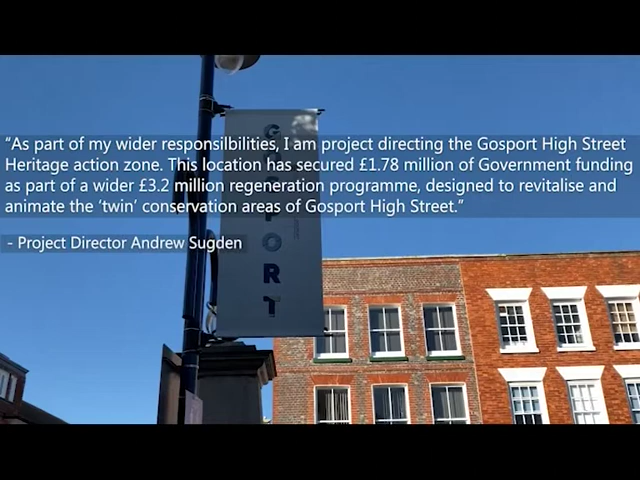 “As part of my wider responsilbilities, I am project directing the Gosport High Street
Heritage action zone. This location has secured £1.78 million of Government funding
as part of a wider £3.2 million regeneration programme, designed to revitalise and
animate the ‘twin’ conservation areas of Gosport High Street.”
- Project Director Andrew Sugden
GOSPORT